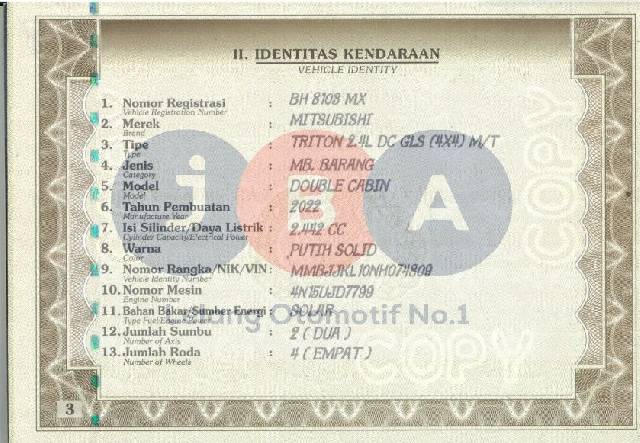 II. IDENTITAS KENDARAAN
VEHICLE IDENTITY
1. Nomor Registrasi : BH 8108 MX
Vehicle Registration Number
2. Merek : MITSUBISHI
Brand
3. Tipe : TRITON 2.4L DC GLS (4X4) M/T
Type
4. Jenis : MB. BARANG
Category
5. Model : DOUBLE CABIN
Model
6. Tahun Pembuatan : 2022
Manufacture Year
7. Isi Silinder/Daya Listrik : 2.442 CC
Cylinder Capacity/Electrical Power
8. Warna : PUTIH SOLID
Color
9. Nomor Rangka/NIK/VIN :
Vehicle Identity Number
10. Nomor Mesin : 4N15UJD7799
Engine Number
11. Bahan Bakar/Sumber Energi : SOLAR
12. Jumlah Sumbu : 2 ( DUA )
Number of Axis
13. Jumlah Roda : 4 ( EMPAT )
Number of Wheels
3
jBA
Lelang Otomotif No.1
COPY
COPY